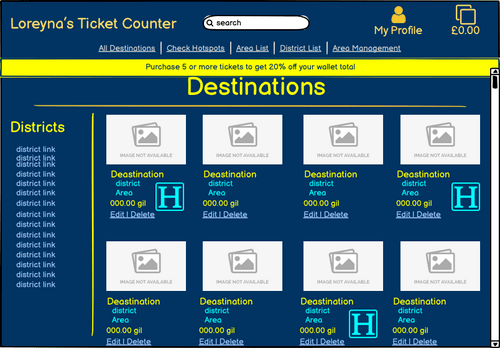 Loreyna's Ticket Counter
search
My Profile
£0.00
All Destinations
Check Hotspots
Area List
District List
Area Management
Purchase 5 or more tickets to get 20% off your wallet total
Destinations
Districts
district link
district link
district link
district link
district link
district link
district link
district link
district link
district link
district link
district link
district link
district link
IMAGE NOT AVAILABLE
Deastination
district
Area
000.00 gil
Edit | Delete
H
IMAGE NOT AVAILABLE
Deastination
district
Area
000.00 gil
Edit | Delete
IMAGE NOT AVAILABLE
Deastination
district
Area
000.00 gil
Edit | Delete
IMAGE NOT AVAILABLE
Deastination
district
Area
000.00 gil
Edit | Delete
H
IMAGE NOT AVAILABLE
Deastination
district
Area
000.00 gil
Edit | Delete
IMAGE NOT AVAILABLE
Deastination
district
Area
000.00 gil
Edit | Delete
IMAGE NOT AVAILABLE
Deastination
district
Area
000.00 gil
Edit | Delete
H
IMAGE NOT AVAILABLE
Deastination
district
Area
000.00 gil
Edit | Delete